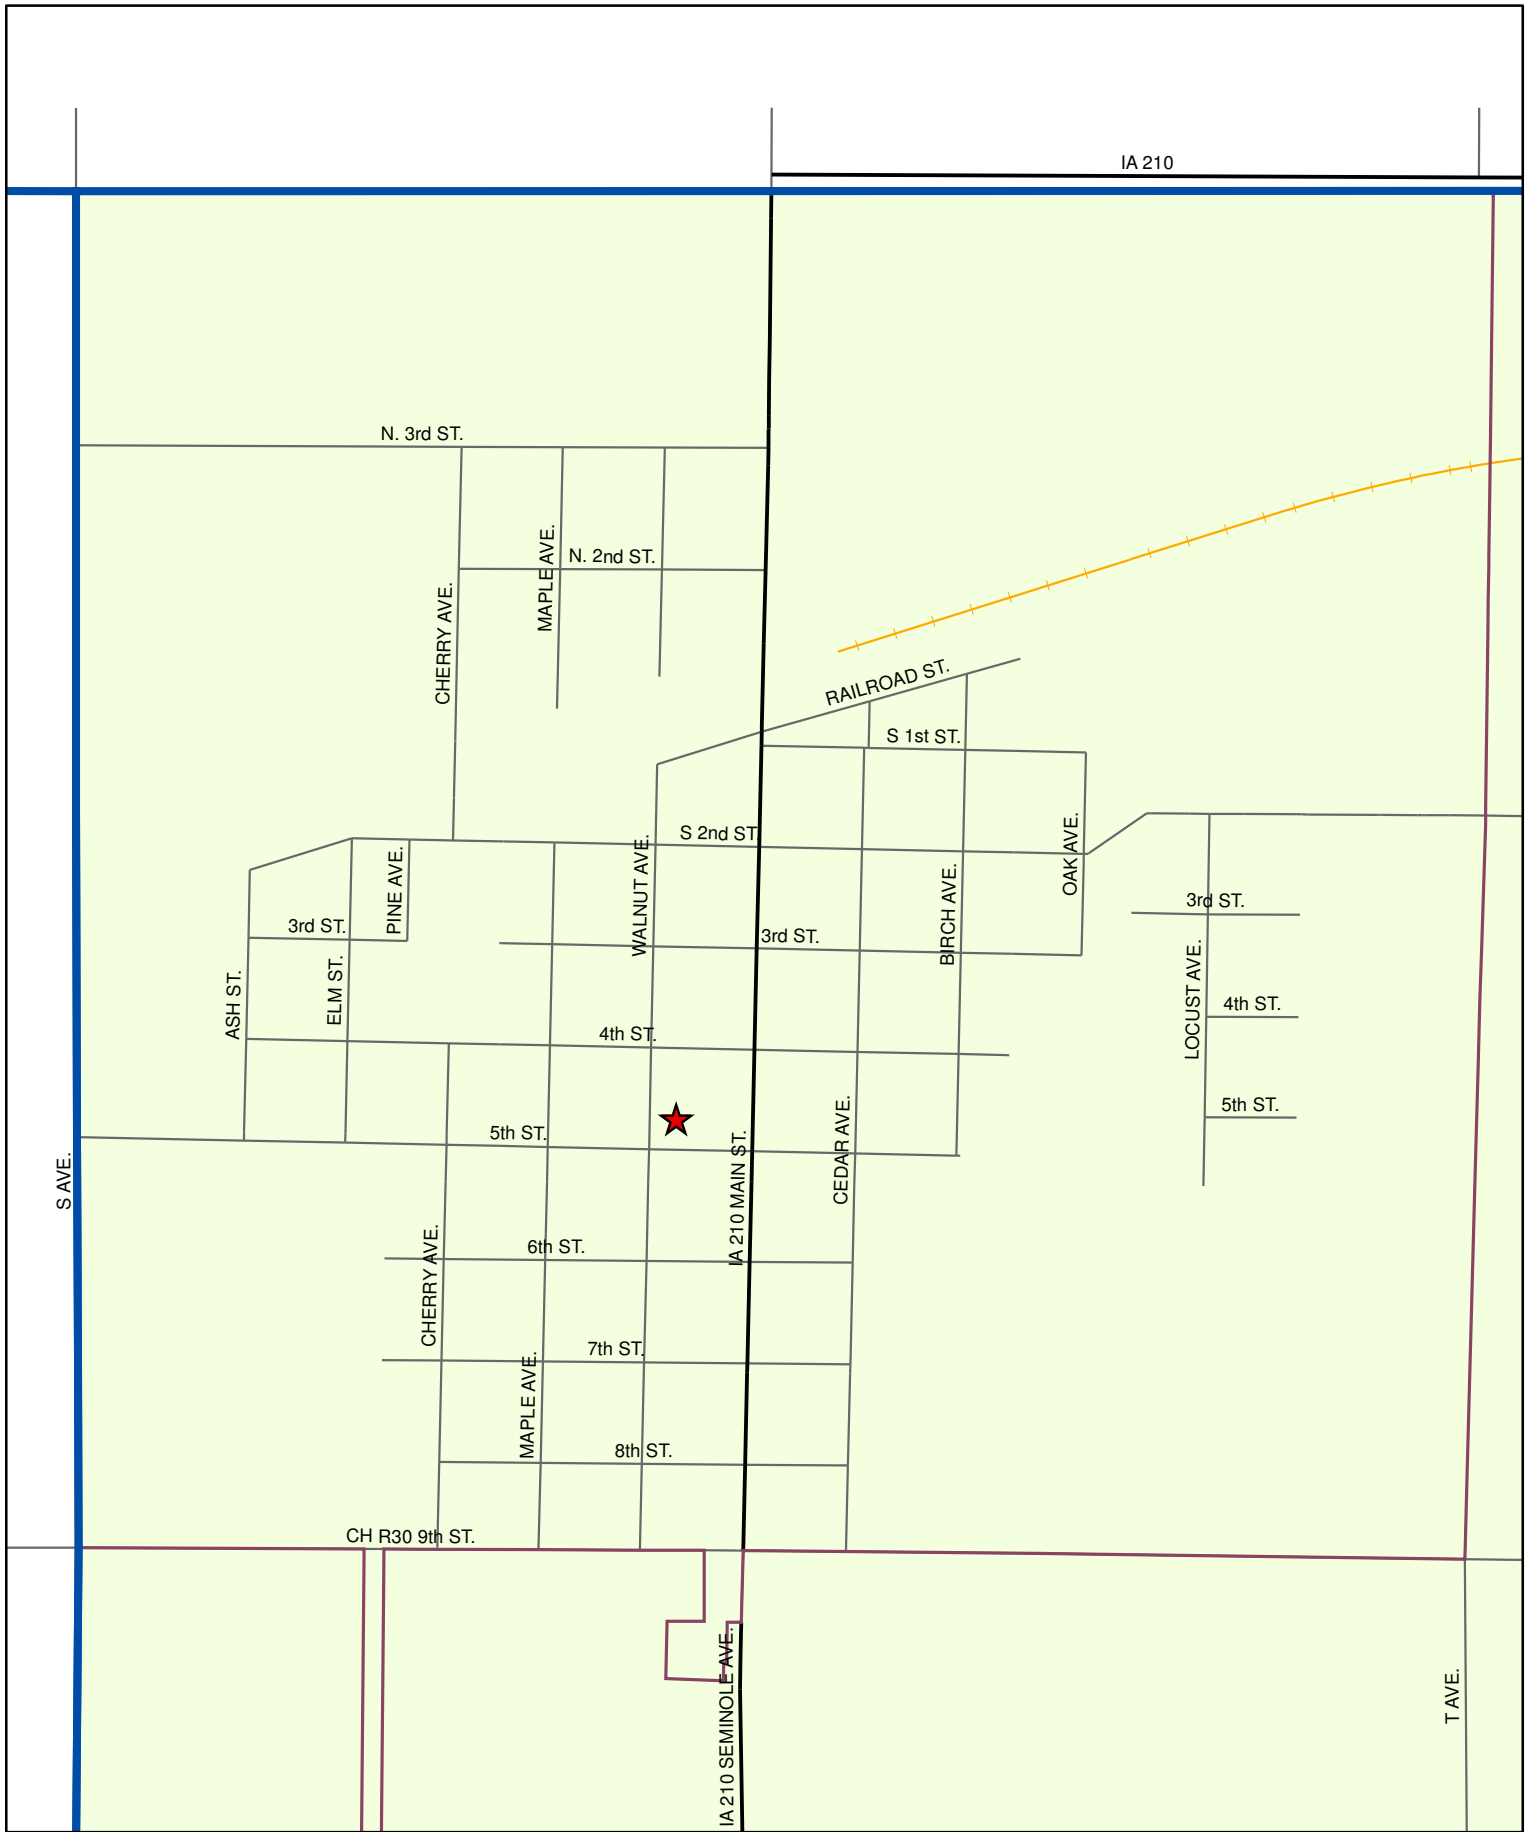 IA 210
N. 3rd ST.
N. 2nd ST.
MAPLE AVE.
CHERRY AVE.
RAILROAD ST.
S 1st ST.
S 2nd ST.
OAK AVE.
WALNUT AVE.
PINE AVE.
BIRCH AVE.
3rd ST.
3rd ST.
3rd ST.
ELM ST.
ASH ST.
LOCUST AVE.
4th ST.
4th ST.
5th ST.
5th ST.
S AVE.
IA 210 MAIN ST.
CEDAR AVE.
6th ST.
CHERRY AVE.
7th ST.
MAPLE AVE.
8th ST.
CH R30 9th ST.
IA 210 SEMINOLE AVE.
T AVE.